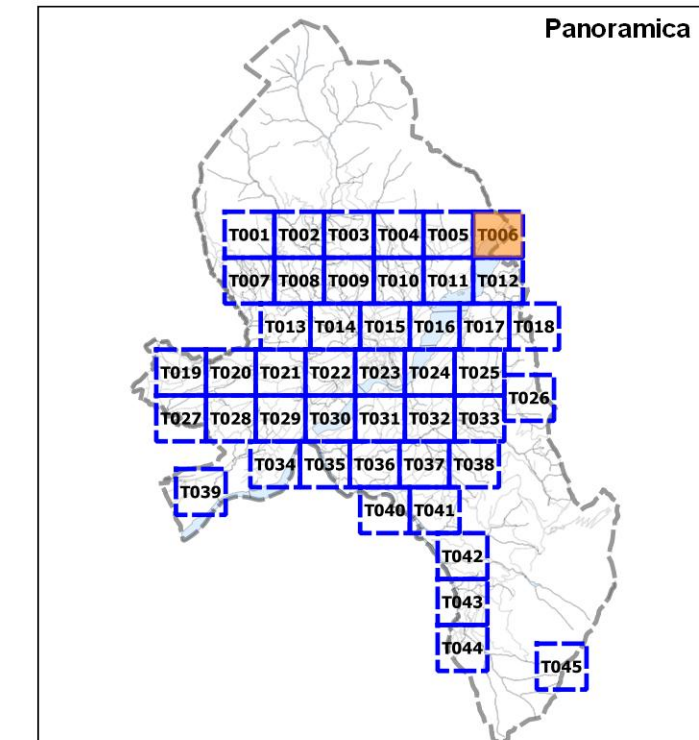 Panoramica
T001 T002 T003 T004 T005 T006
T007 T008 T009 T010 T011 T012
T013 T014 T015 T016 T017 T018
T019 T020 T021 T022 T023 T024 T025
T026
T027 T028 T029 T030 T031 T032 T033
T034 T035 T036 T037 T038
T039
T040 T041
T042
T043
T044
T045